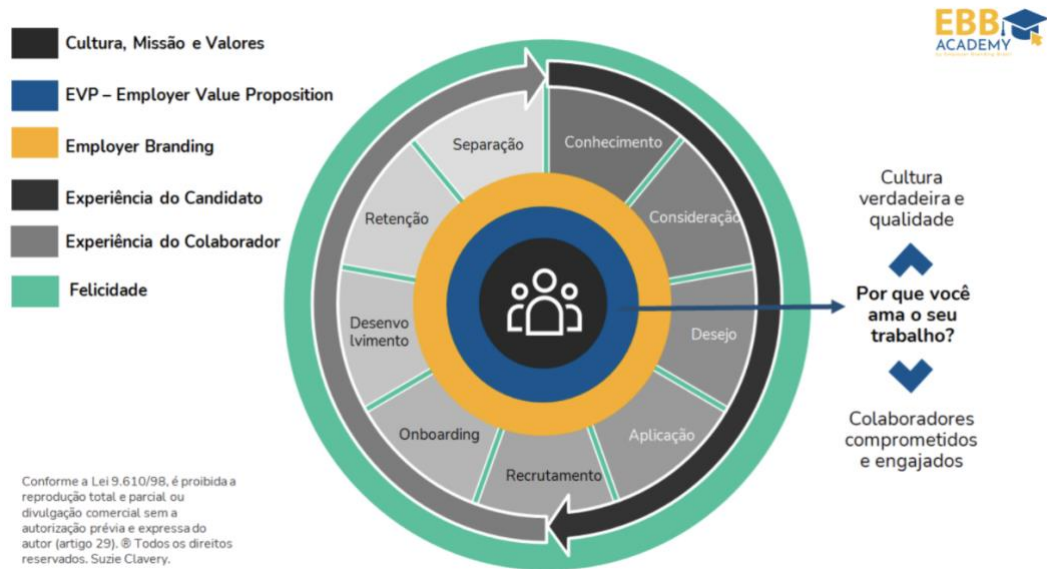 EBB
ACADEMY
Cultura, Missão e Valores
EVP – Employer Value Proposition
Employer Branding
Experiência do Candidato
Experiência do Colaborador
Felicidade
Separação
Conhecimento
Retenção
Consideração
Desenvo
lvimento
Desejo
Onboarding
Aplicação
Recrutamento
Cultura
verdadeira e
qualidade
Por que você
ama o seu
trabalho?
Colaboradores
comprometidos
e engajados
Conforme a Lei 9.610/98, é proibida a
reprodução total e parcial ou
divulgação comercial sem a
autorização prévia e expressa do
autor (artigo 29). ® Todos os direitos
reservados. Suzie Clavery.